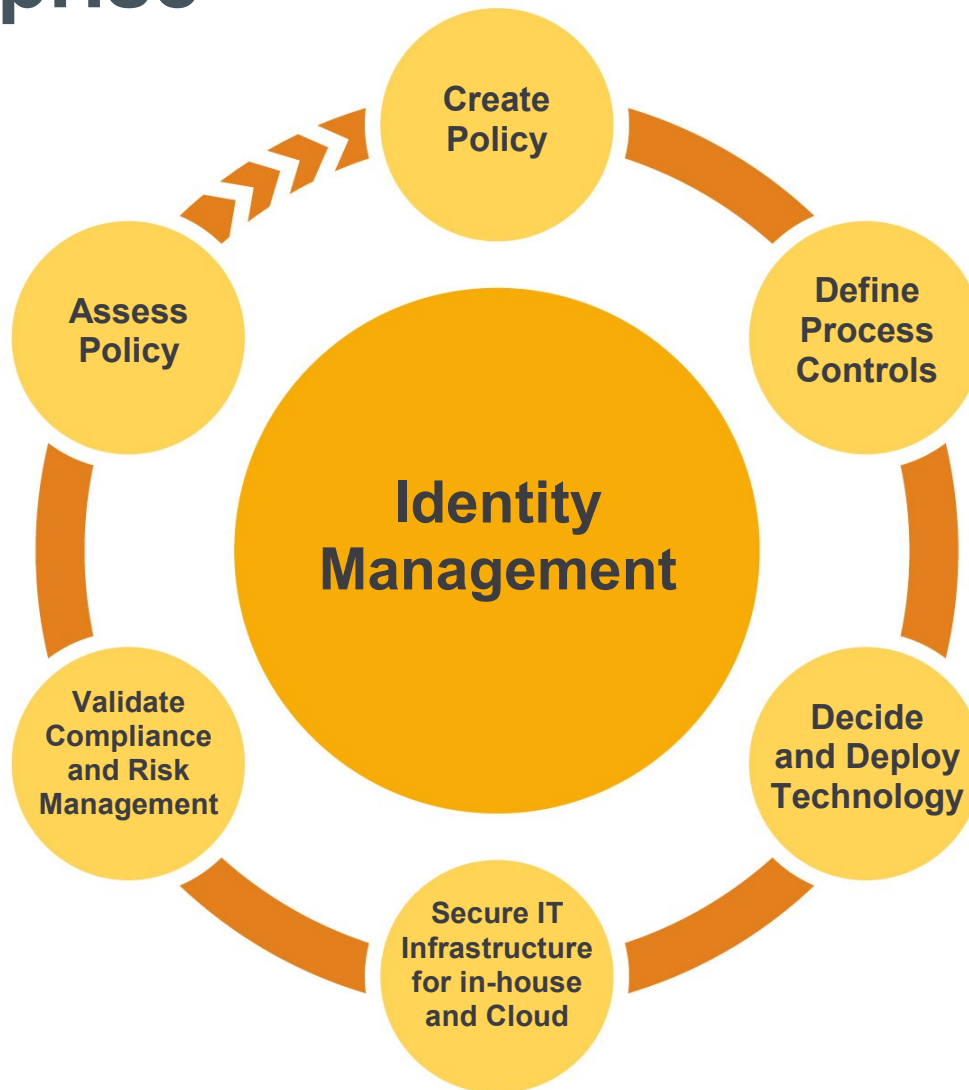 Create
Policy
Define
Process
Controls
Decide
and Deploy
Technology
Secure IT
Infrastructure
for in-house
and Cloud
Validate
Compliance
and Risk
Management
Assess
Policy
Identity
Management